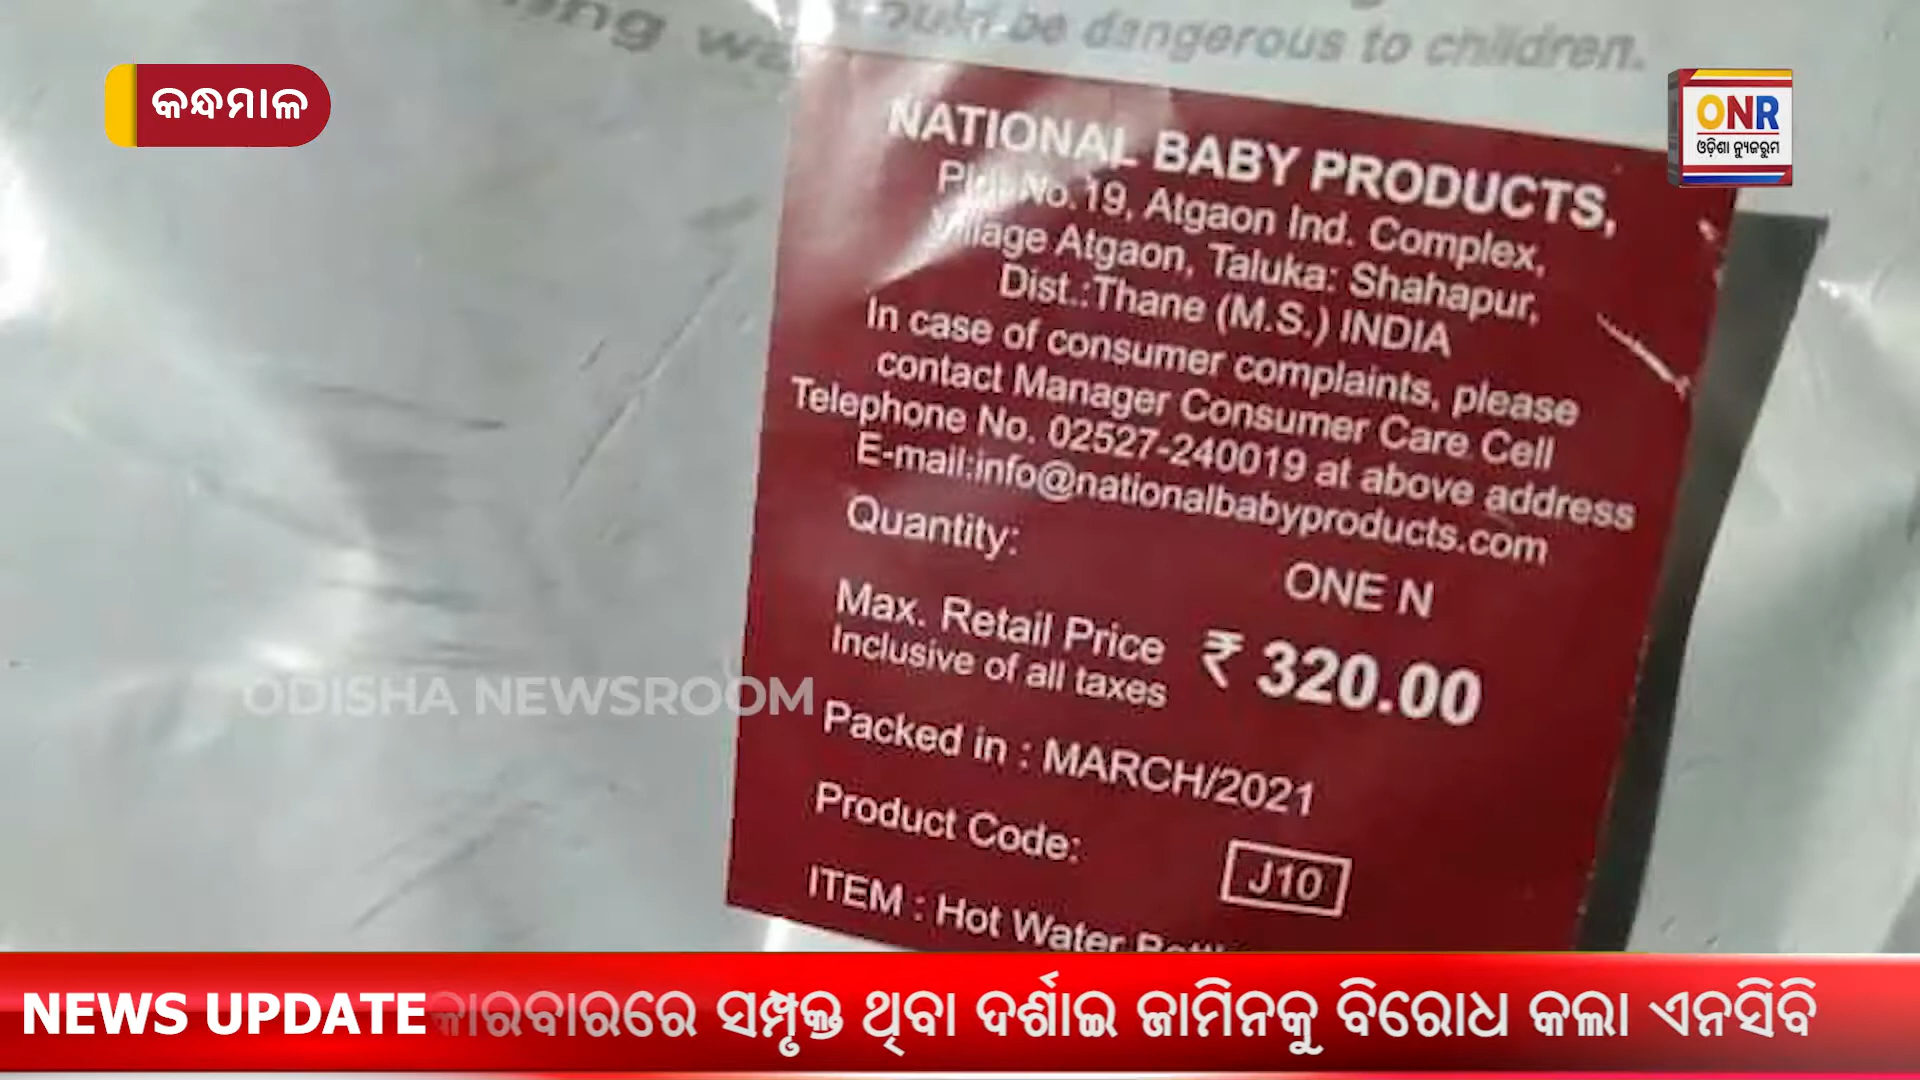 ould be dangerous to children.
କନ୍ଧମାଳ
ONR
ଓଡ଼ିଶା ନ୍ୟୁଜରୁମ
NATIONAL BABY PRODUCTS,
Plot No. 19, Atgaon Ind. Complex,
Village Atgaon, Taluka: Shahapur,
Dist.:Thane (M.S.) INDIA
In case of consumer complaints, please
contact Manager Consumer Care Cell
Telephone No. 02527-240019 at above address
E-mail:info@nationalbabyproducts.com
Quantity: ONE N
Max. Retail Price ₹ 320.00
Inclusive of all taxes
Packed in : MARCH/2021
Product Code: J10
ITEM : Hot Water
ODISHA NEWSROOM
NEWS UPDATE କାରବାରରେ ସମ୍ପୃକ୍ତ ଥିବା ଦର୍ଶାଇ ଜାମିନକୁ ବିରୋଧ କଲା ଏନସିବି